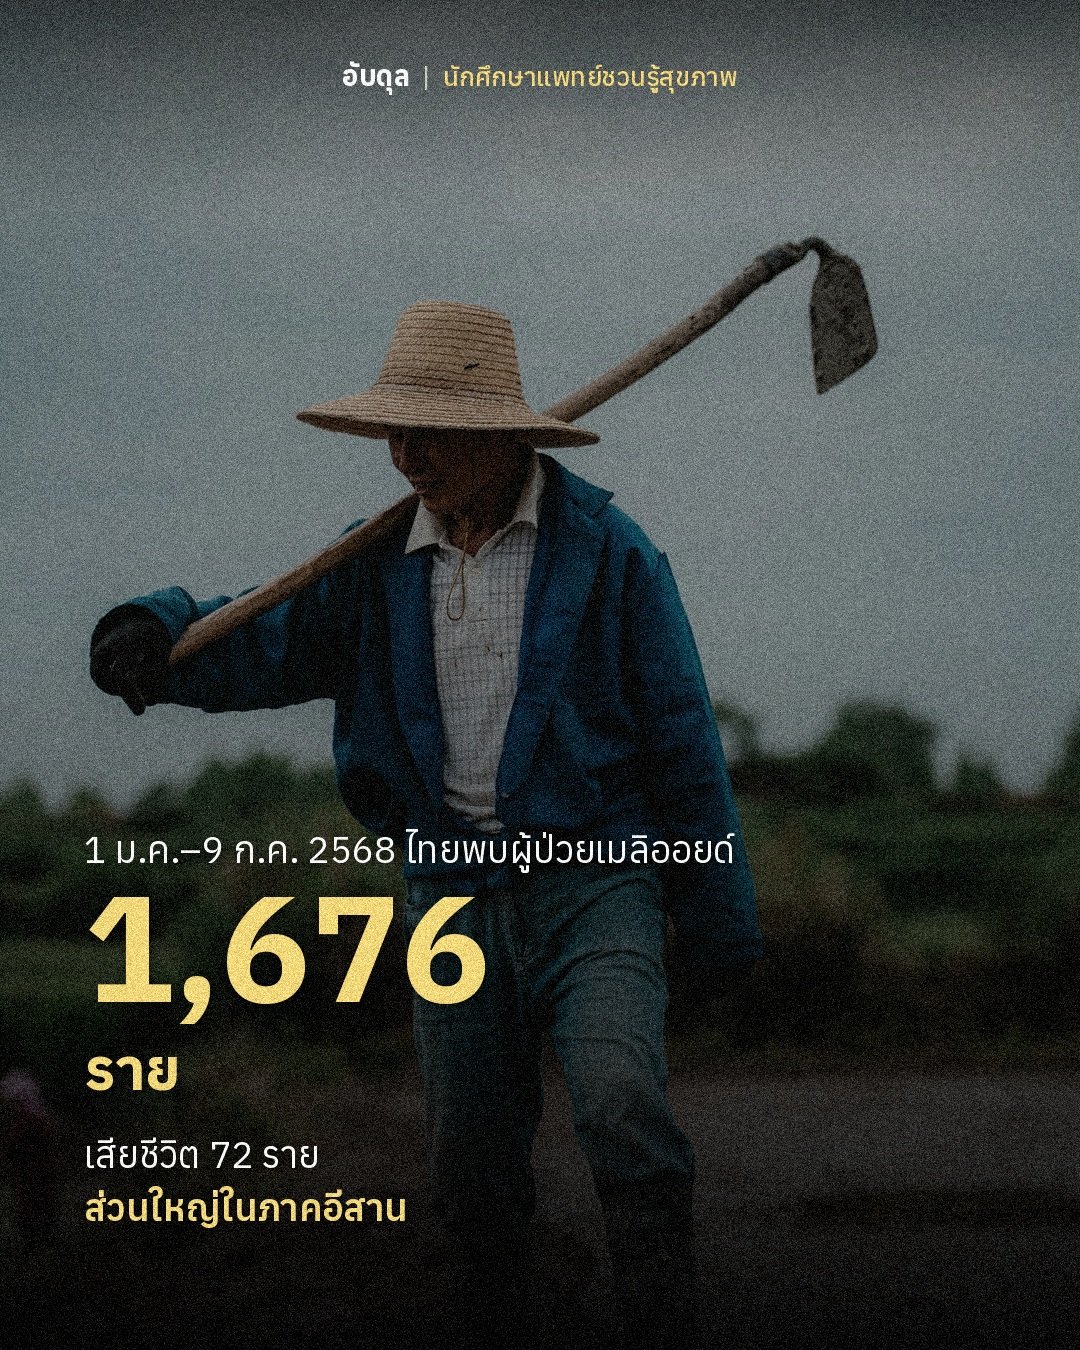 อับดุล | นักศึกษาแพทย์ชวนรู้สุขภาพ
1 ม.ค.–9 ก.ค. 2568 ไทยพบผู้ป่วยเมลิออยด์
1,676
ราย
เสียชีวิต 72 ราย
ส่วนใหญ่ในภาคอีสาน